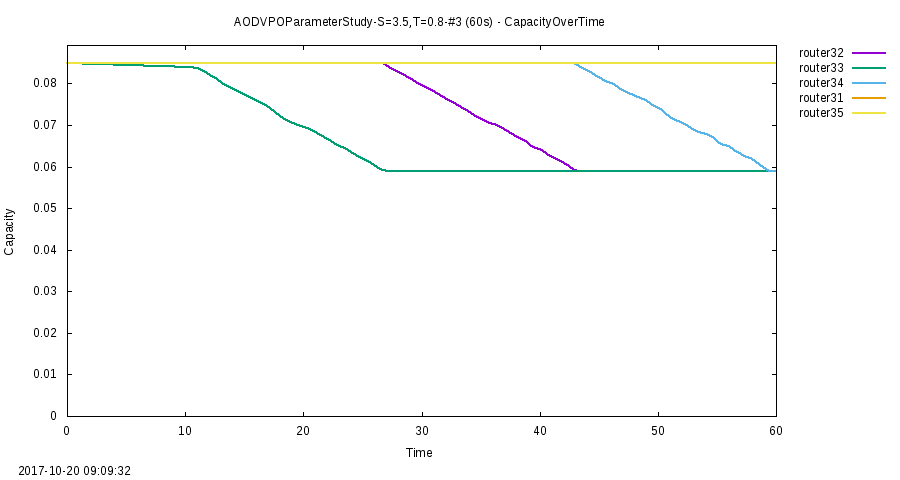 AODVPOParameterStudy-S=3.5,T=0.8-#3 (60s) - CapacityOverTime
router32
router33
router34
router31
router35
0.08
0.07
0.06
0.05
0.04
0.03
0.02
0.01
0
Capacity
0 10 20 30 40 50 60
Time
2017-10-20 09:09:32